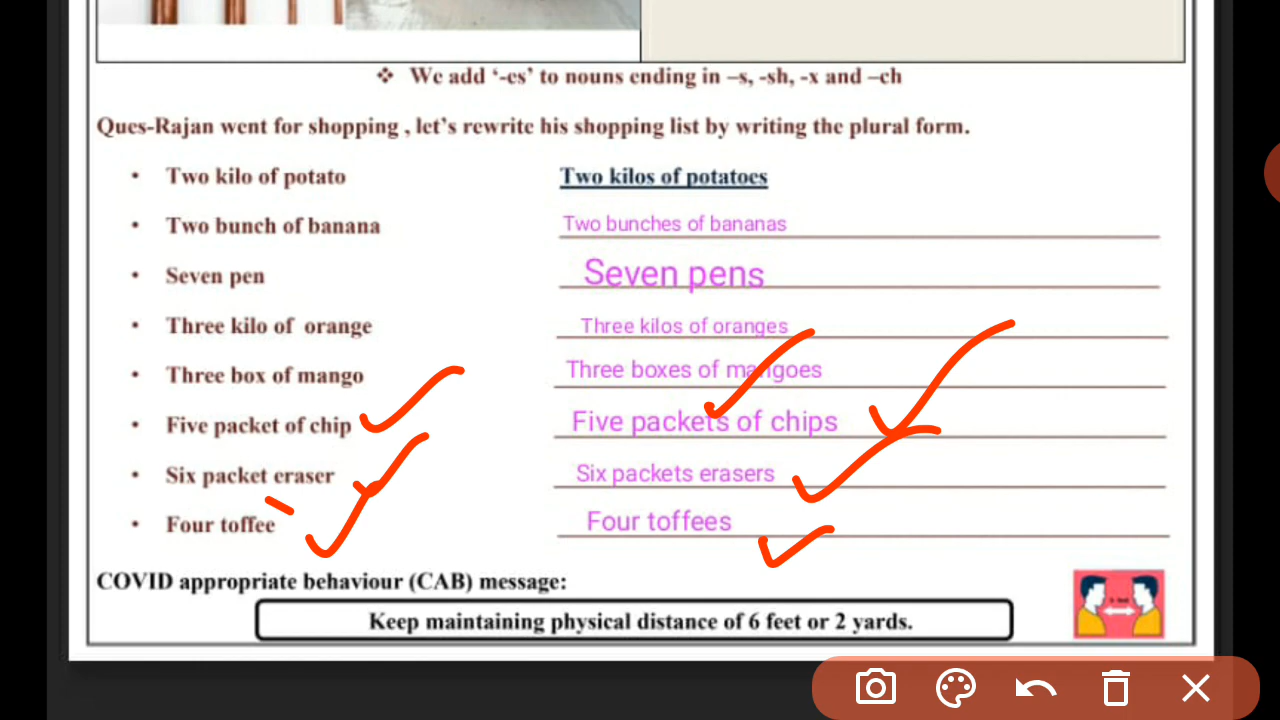 ❖ We add ‘-es’ to nouns ending in –s, -sh, -x and –ch
Ques-Rajan went for shopping , let’s rewrite his shopping list by writing the plural form.
• Two kilo of potato Two kilos of potatoes
• Two bunch of banana Two bunches of bananas
• Seven pen Seven pens
• Three kilo of orange Three kilos of oranges
• Three box of mango Three boxes of mangoes
• Five packet of chip Five packets of chips
• Six packet eraser Six packets erasers
• Four toffee Four toffees
COVID appropriate behaviour (CAB) message:
Keep maintaining physical distance of 6 feet or 2 yards.